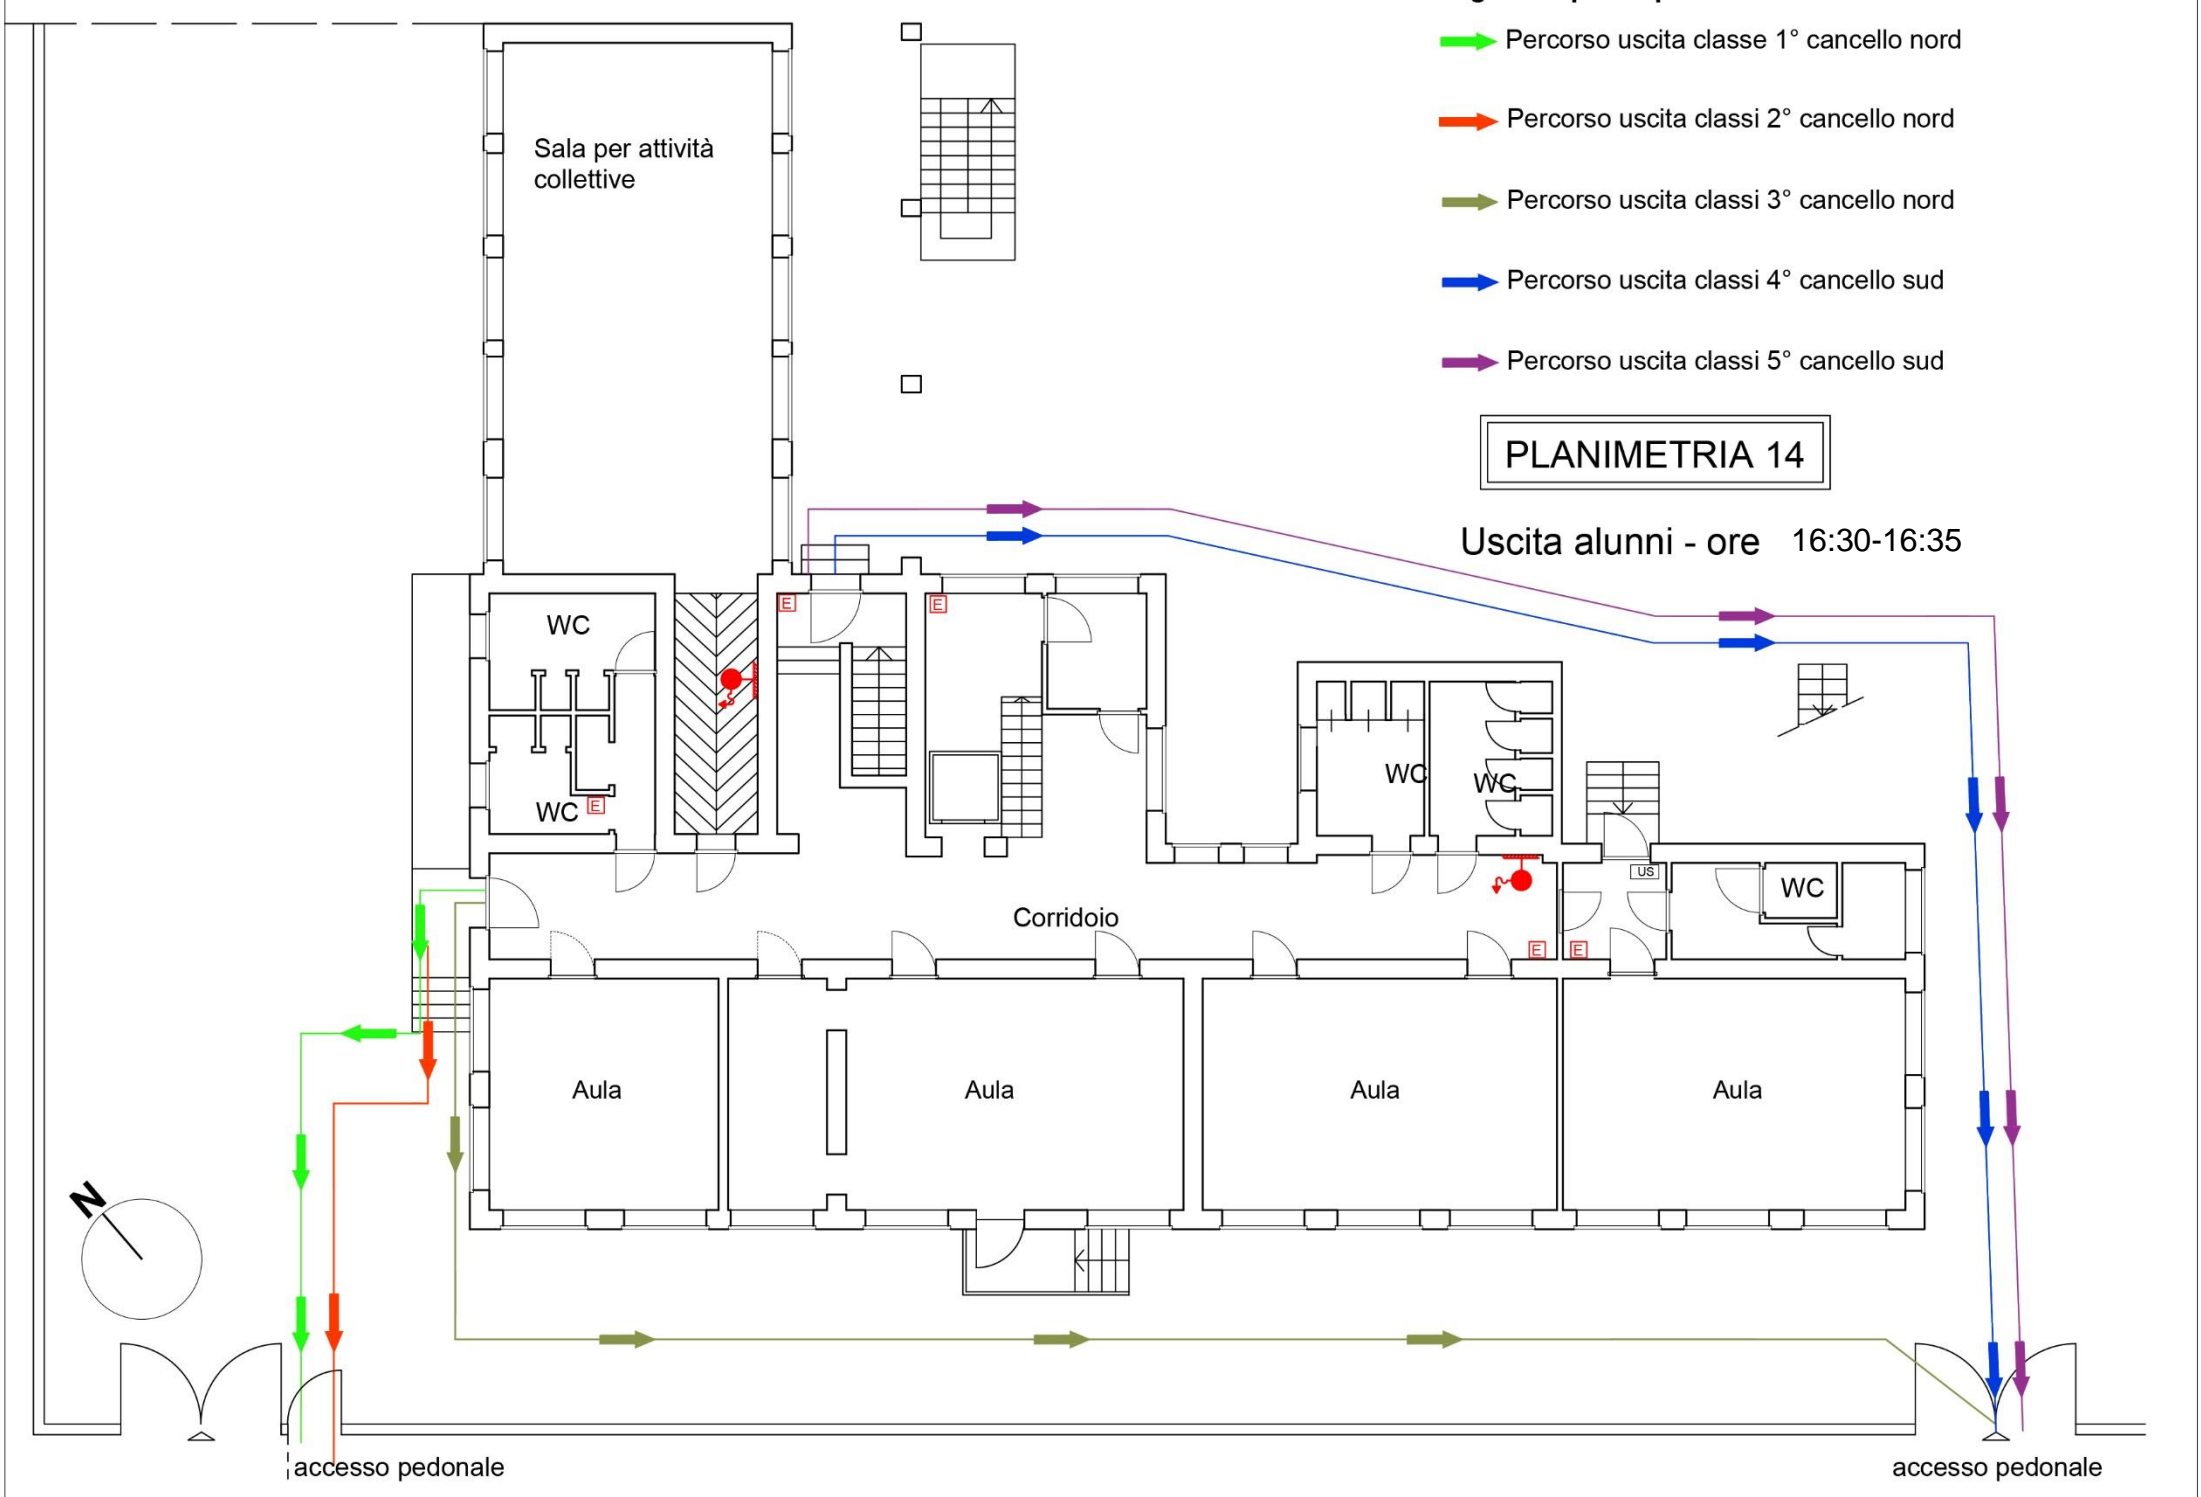 Percorso uscita classe 1° cancello nord
Percorso uscita classi 2° cancello nord
Percorso uscita classi 3° cancello nord
Percorso uscita classi 4° cancello sud
Percorso uscita classi 5° cancello sud
PLANIMETRIA 14
Uscita alunni - ore 16:30-16:35
Sala per attività
collettive
E
E
WC
WC
E
WC
WC
US
WC
Corridoio
E
E
Aula
Aula
Aula
Aula
N
accesso pedonale
accesso pedonale